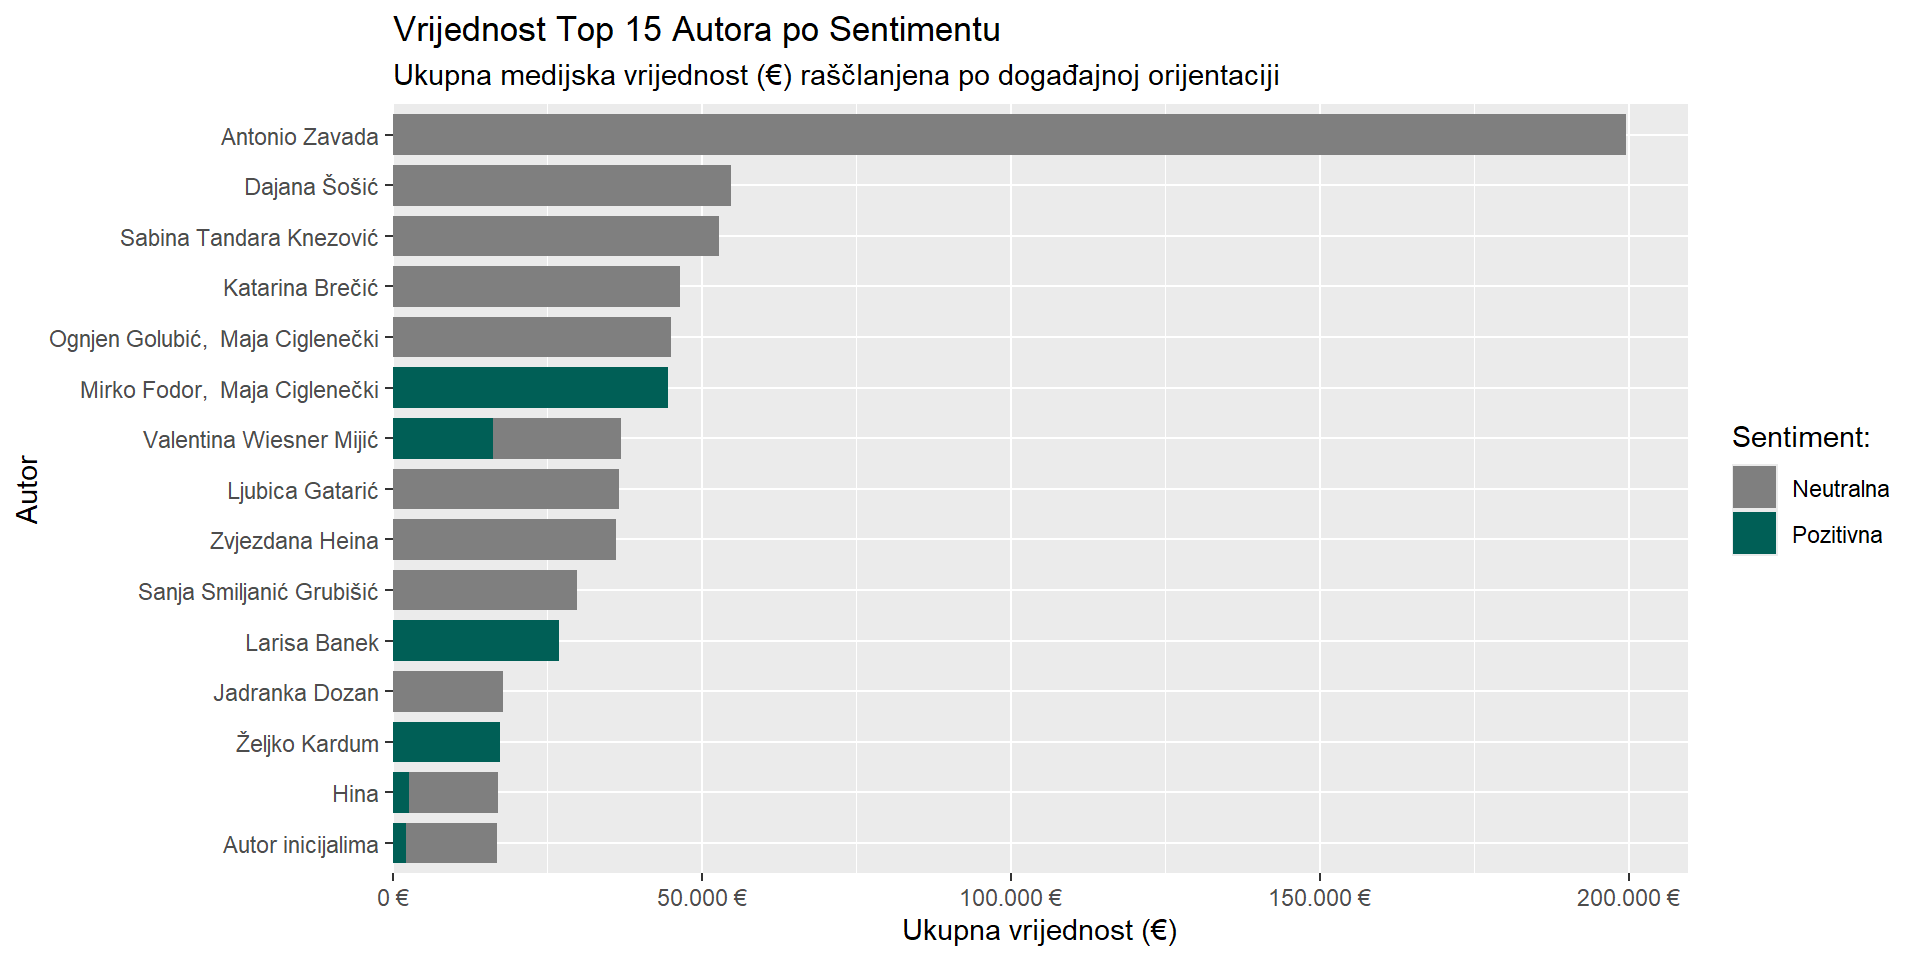 Vrijednost Top 15 Autora po Sentimentu
Ukupna medijska vrijednost (€) raščlanjena po događajnoj orijentaciji
Autor
Antonio Zavada
Dajana Šošić
Sabina Tandara Knezović
Katarina Brečić
Ognjen Golubić,  Maja Ciglenečki
Mirko Fodor,  Maja Ciglenečki
Valentina Wiesner Mijić
Ljubica Gatarić
Zvjezdana Heina
Sanja Smiljanić Grubišić
Larisa Banek
Jadranka Dozan
Željko Kardum
Hina
Autor inicijalima
0 € 50.000 € 100.000 € 150.000 € 200.000 €
Ukupna vrijednost (€)
Sentiment:
Neutralna
Pozitivna